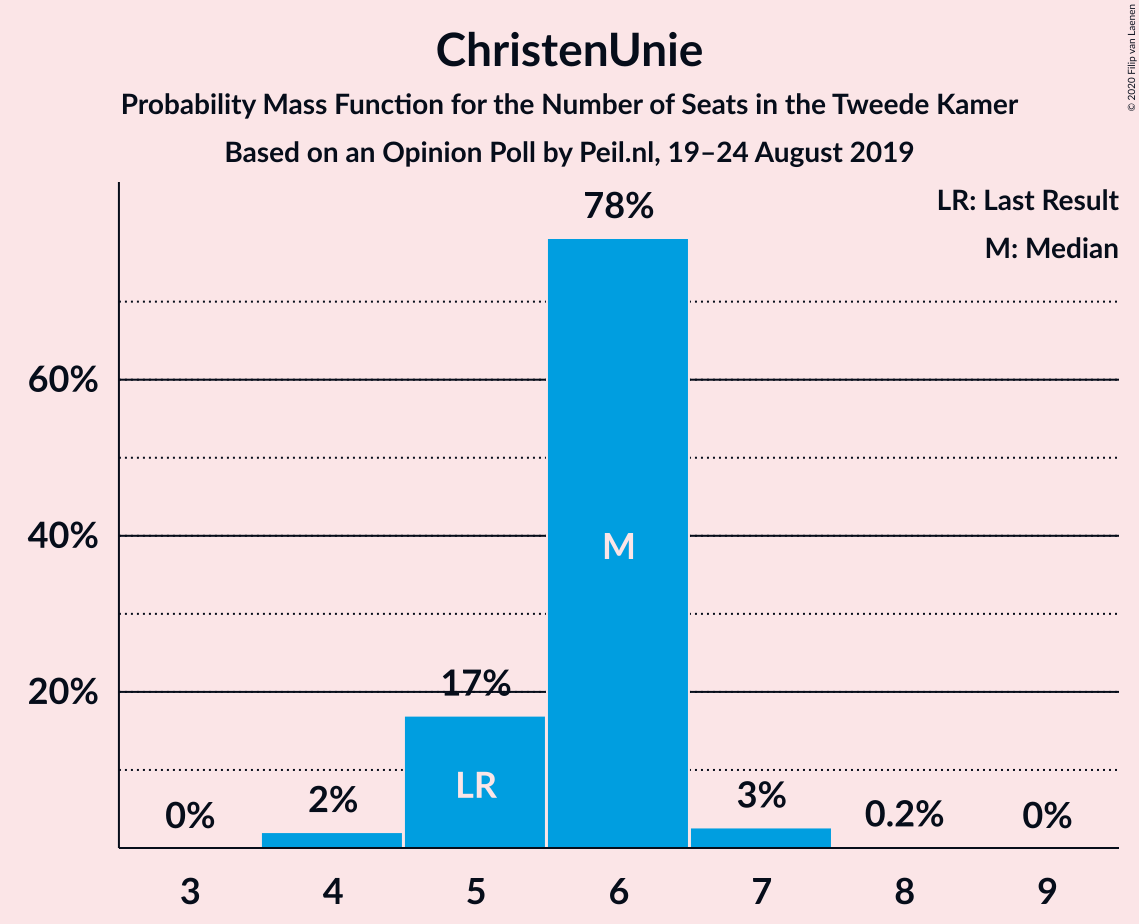 ChristenUnie
Probability Mass Function for the Number of Seats in the Tweede Kamer
Based on an Opinion Poll by Peil.nl, 19–24 August 2019
© 2020 Filip van Laenen
LR: Last Result
M: Median
78%
60%
40%
M
20%
17%
LR
0%
2%
3%
0.2%
0%
3 4 5 6 7 8 9